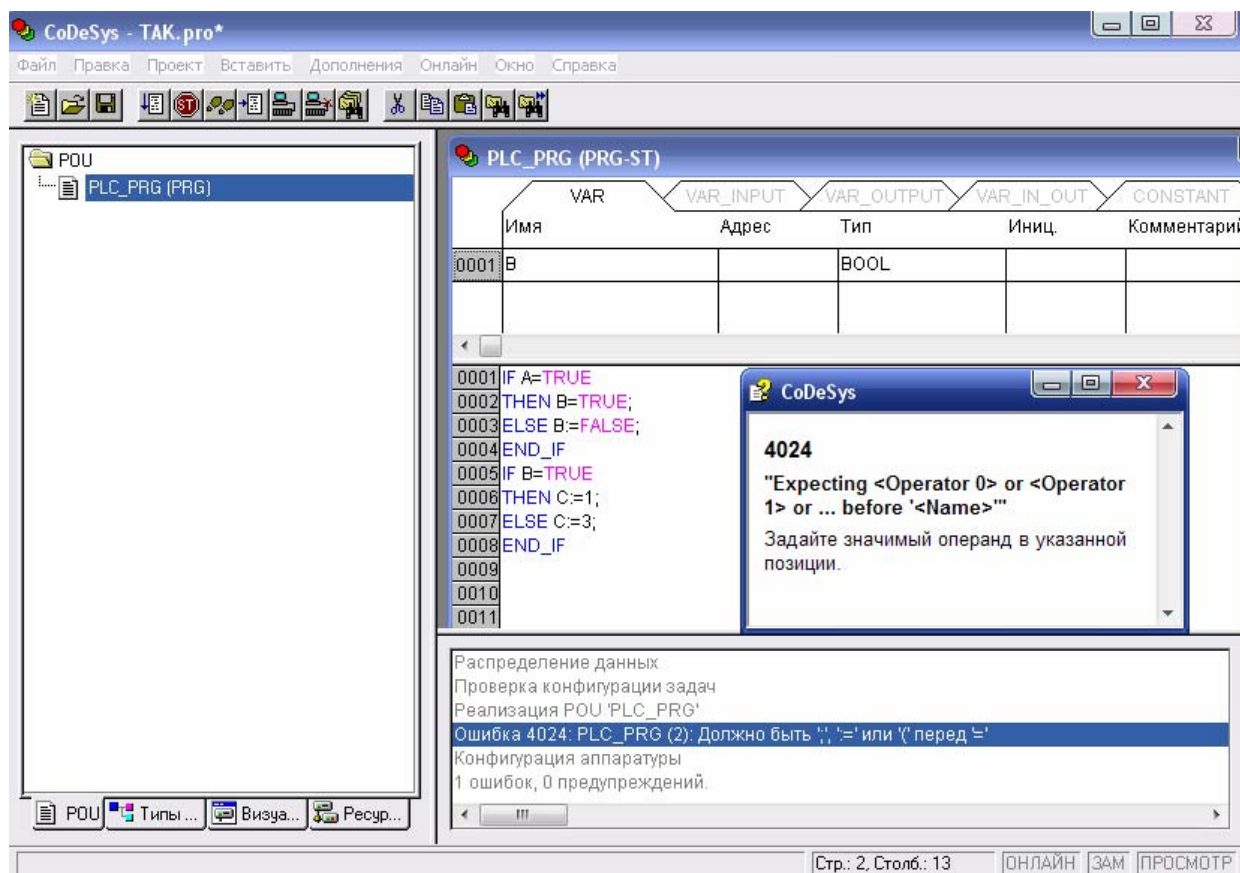 CoDeSys - TAK.pro*
Файл Правка Проект Вставить Дополнения Онлайн Окно Справка
POU
PLC_PRG (PRG)
PLC_PRG (PRG-ST)
VAR VAR_INPUT VAR_OUTPUT VAR_IN_OUT CONSTANT
Имя Адрес Тип Иниц. Комментарий
0001 B BOOL
0001 IF A=TRUE
0002 THEN B=TRUE;
0003 ELSE B:=FALSE;
0004 END_IF
0005 IF B=TRUE
0006 THEN C:=1;
0007 ELSE C:=3;
0008 END_IF
0009
0010
0011
CoDeSys
4024
"Expecting <Operator 0> or <Operator
1> or ... before '<Name>'"
Задайте значимый операнд в указанной
позиции.
Распределение данных
Проверка конфигурации задач
Реализация POU 'PLC_PRG'
Ошибка 4024: PLC_PRG (2): Должно быть ';', ':=' или '(' перед '='
Конфигурация аппаратуры
1 ошибок, 0 предупреждений.
POU Типы ... Визуа... Ресур...
Стр.: 2, Столб.: 13 ОНЛАЙН ЗАМ ПРОСМОТР